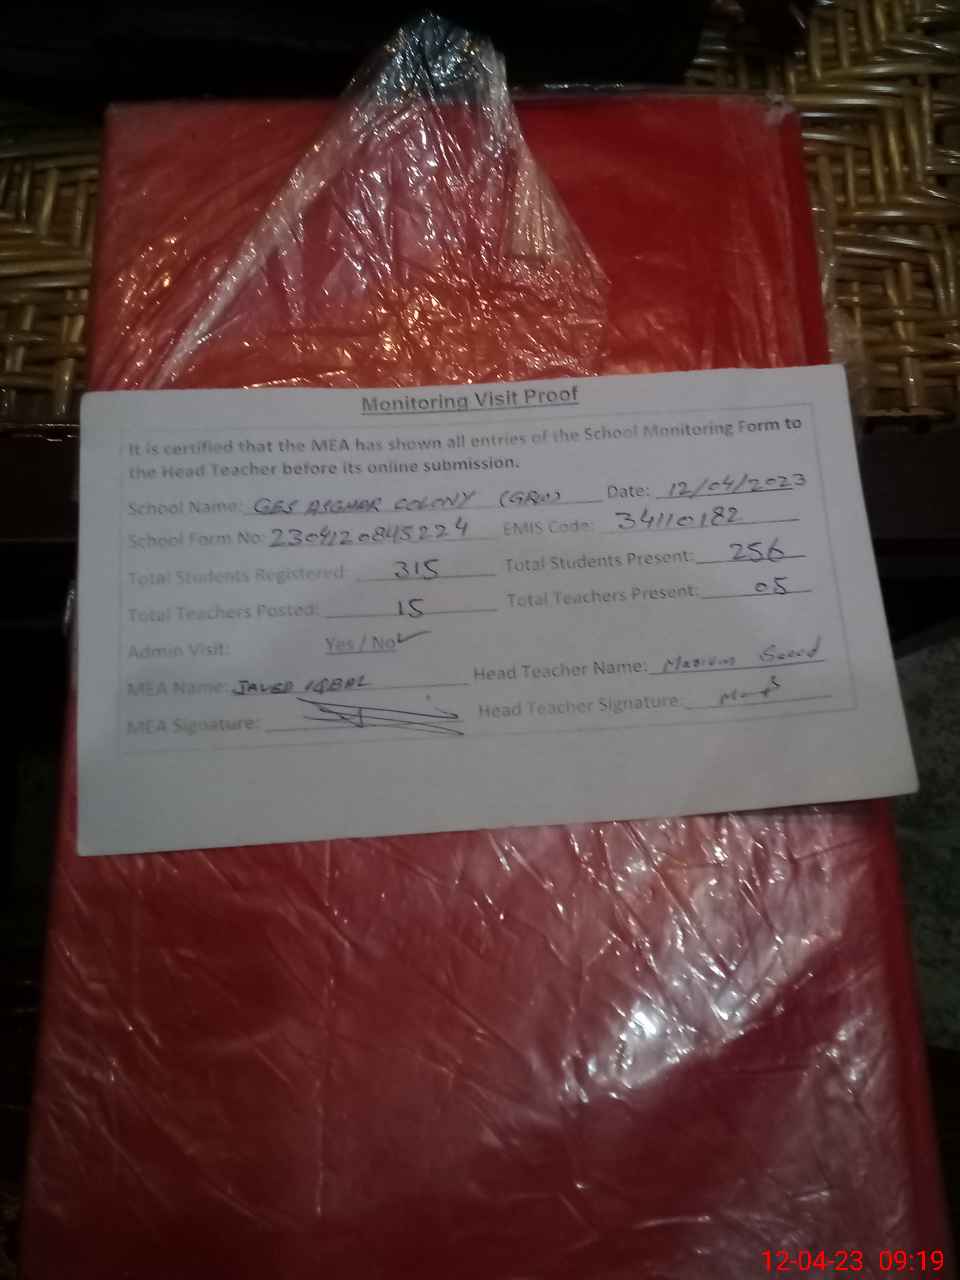 Monitoring Visit Proof
It is certified that the MEA has shown all entries of the School Monitoring Form to
the Head Teacher before its online submission.
School Name: GES ASGHAR COLONY (GRW) Date: 12/04/2023
School Form No: 2304120845224 EMIS Code: 34110182
Total Students Registered: 315 Total Students Present: 256
Total Teachers Posted: 15 Total Teachers Present: 05
Admin Visit: Yes / No ✓
MEA Name: JAVED IQBAL Head Teacher Name: Saeed
MEA Signature: Head Teacher Signature:
12-04-23 09:19